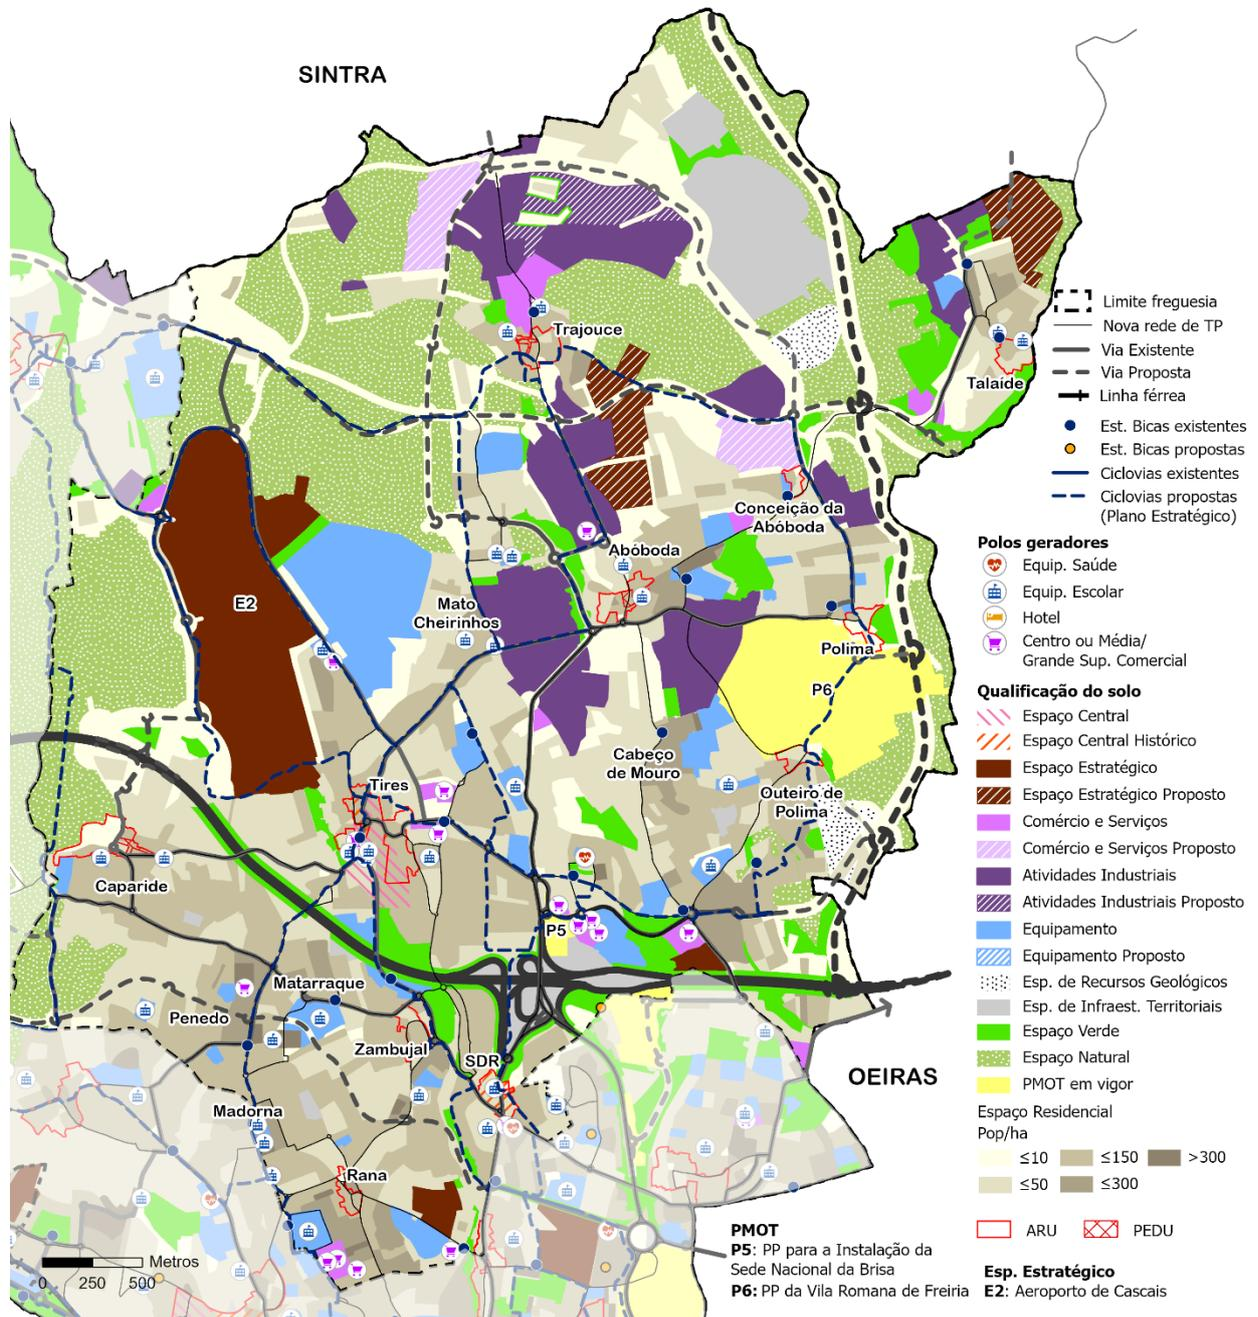 SINTRA
Trajouce
Talaíde
Conceição da
Abóboda
Abóboda
E2
Mato
Cheirinhos
Polima
P6
Cabeço
de Mouro
Tires
Outeiro de
Polima
Caparide
P5
Matarraque
Penedo
Zambujal
SDR
OEIRAS
Madorna
Rana
Metros
0 250 500
Limite freguesia
Nova rede de TP
Via Existente
Via Proposta
Linha férrea
Est. Bicas existentes
Est. Bicas propostas
Ciclovias existentes
Ciclovias propostas
(Plano Estratégico)
Polos geradores
Equip. Saúde
Equip. Escolar
Hotel
Centro ou Média/
Grande Sup. Comercial
Qualificação do solo
Espaço Central
Espaço Central Histórico
Espaço Estratégico
Espaço Estratégico Proposto
Comércio e Serviços
Comércio e Serviços Proposto
Atividades Industriais
Atividades Industriais Proposto
Equipamento
Equipamento Proposto
Esp. de Recursos Geológicos
Esp. de Infraest. Territoriais
Espaço Verde
Espaço Natural
PMOT em vigor
Espaço Residencial
Pop/ha
≤10 ≤150 >300
≤50 ≤300
ARU PEDU
PMOT
P5: PP para a Instalação da
Sede Nacional da Brisa
P6: PP da Vila Romana de Freiria
Esp. Estratégico
E2: Aeroporto de Cascais